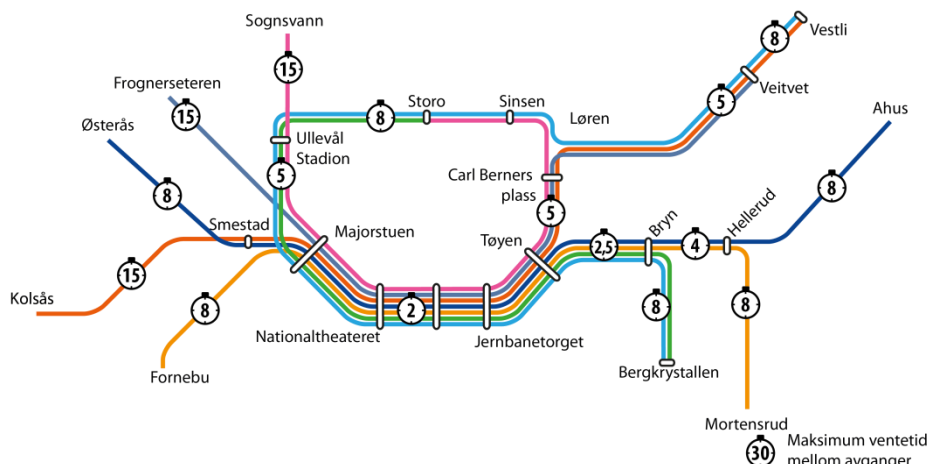 Sognsvann
15
Vestli
8
Frognerseteren
15
Veitvet
5
Storo
Sinsen
8
Løren
Ahus
Østerås
Ullevål
Stadion
5
Carl Berners
plass
8
8
Smestad
Majorstuen
5
Tøyen
Bryn
Hellerud
2,5
4
Kolsås
15
8
2
8
8
Nationaltheateret
Jernbanetorget
Fornebu
Bergkrystallen
Mortensrud
30
Maksimum ventetid
mellom avganger